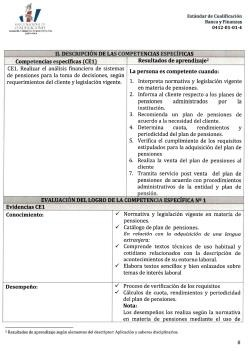 Estándar de Cualificación
Banca y Finanzas
0412-01-01-4
II. DESCRIPCIÓN DE LAS COMPETENCIAS ESPECÍFICAS
Competencias específicas (CE1)
Resultados de aprendizaje²
CE1. Realizar el análisis financiero de sistemas
de pensiones para la toma de decisiones, según
requerimientos del cliente y legislación vigente.
La persona es competente cuando:
1. Interpreta normativa y legislación vigente
en materia de pensiones.
2. Informa al cliente respecto a los planes de
pensiones administrados por la
institución.
3. Recomienda un plan de pensiones de
acuerdo a la necesidad del cliente.
4. Determina cuota, rendimientos y
periodicidad del plan de pensiones.
5. Verifica el cumplimiento de los requisitos
estipulados para la adquisición del plan de
pensiones
6. Realiza la venta del plan de pensiones al
cliente
7. Tramita servicio post venta del plan de
pensiones de acuerdo con procedimientos
administrativos de la entidad y plan de
pensión.
EVALUACIÓN DEL LOGRO DE LA COMPETENCIA ESPECÍFICA Nº 1
Evidencias CE1
Conocimiento:
✓ Normativa y legislación vigente en materia de
pensiones.
✓ Catálogo de plan de pensiones.
En relación con la adquisición de una lengua
extranjera:
✓ Comprende textos técnicos de uso habitual y
cotidiano relacionados con la descripción de
acontecimientos de su entorno laboral.
✓ Elabora textos sencillos y bien enlazados sobre
temas de interés laboral
Desempeño:
✓ Proceso de verificación de los requisitos
✓ Cálculos de cuota, rendimientos y periodicidad
del plan de pensiones.
Nota:
Los desempeños los realiza según la normativa
en materia de pensiones mediante el uso de
² Resultados de aprendizaje según elementos del descriptor: Aplicación y saberes disciplinarios.
8